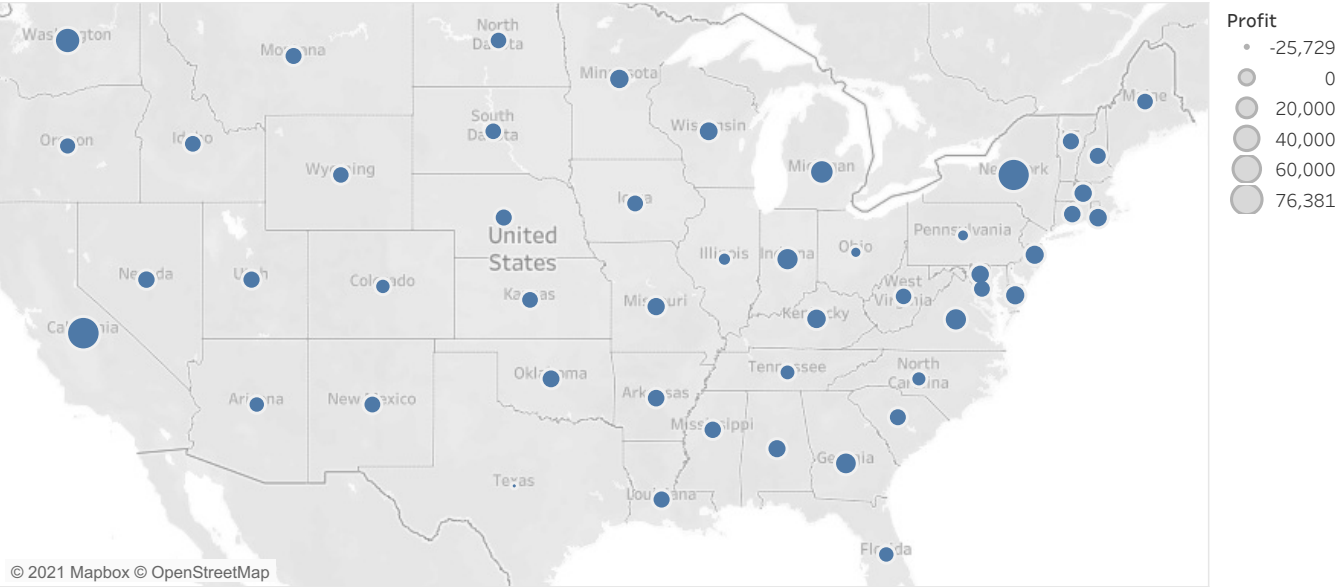 Washington
Montana
North
Dakota
Minnesota
Maine
Oregon
Idaho
South
Dakota
Wisconsin
Wyoming
Michigan
New York
Iowa
Pennsylvania
United
States
Illinois
Indiana
Ohio
Nevada
Utah
Colorado
Kansas
Missouri
West
Virginia
California
Kentucky
Tennessee
North
Carolina
Oklahoma
Arkansas
Arizona
New Mexico
Mississippi
Georgia
Texas
Louisiana
Florida
© 2021 Mapbox © OpenStreetMap
Profit
-25,729
0
20,000
40,000
60,000
76,381